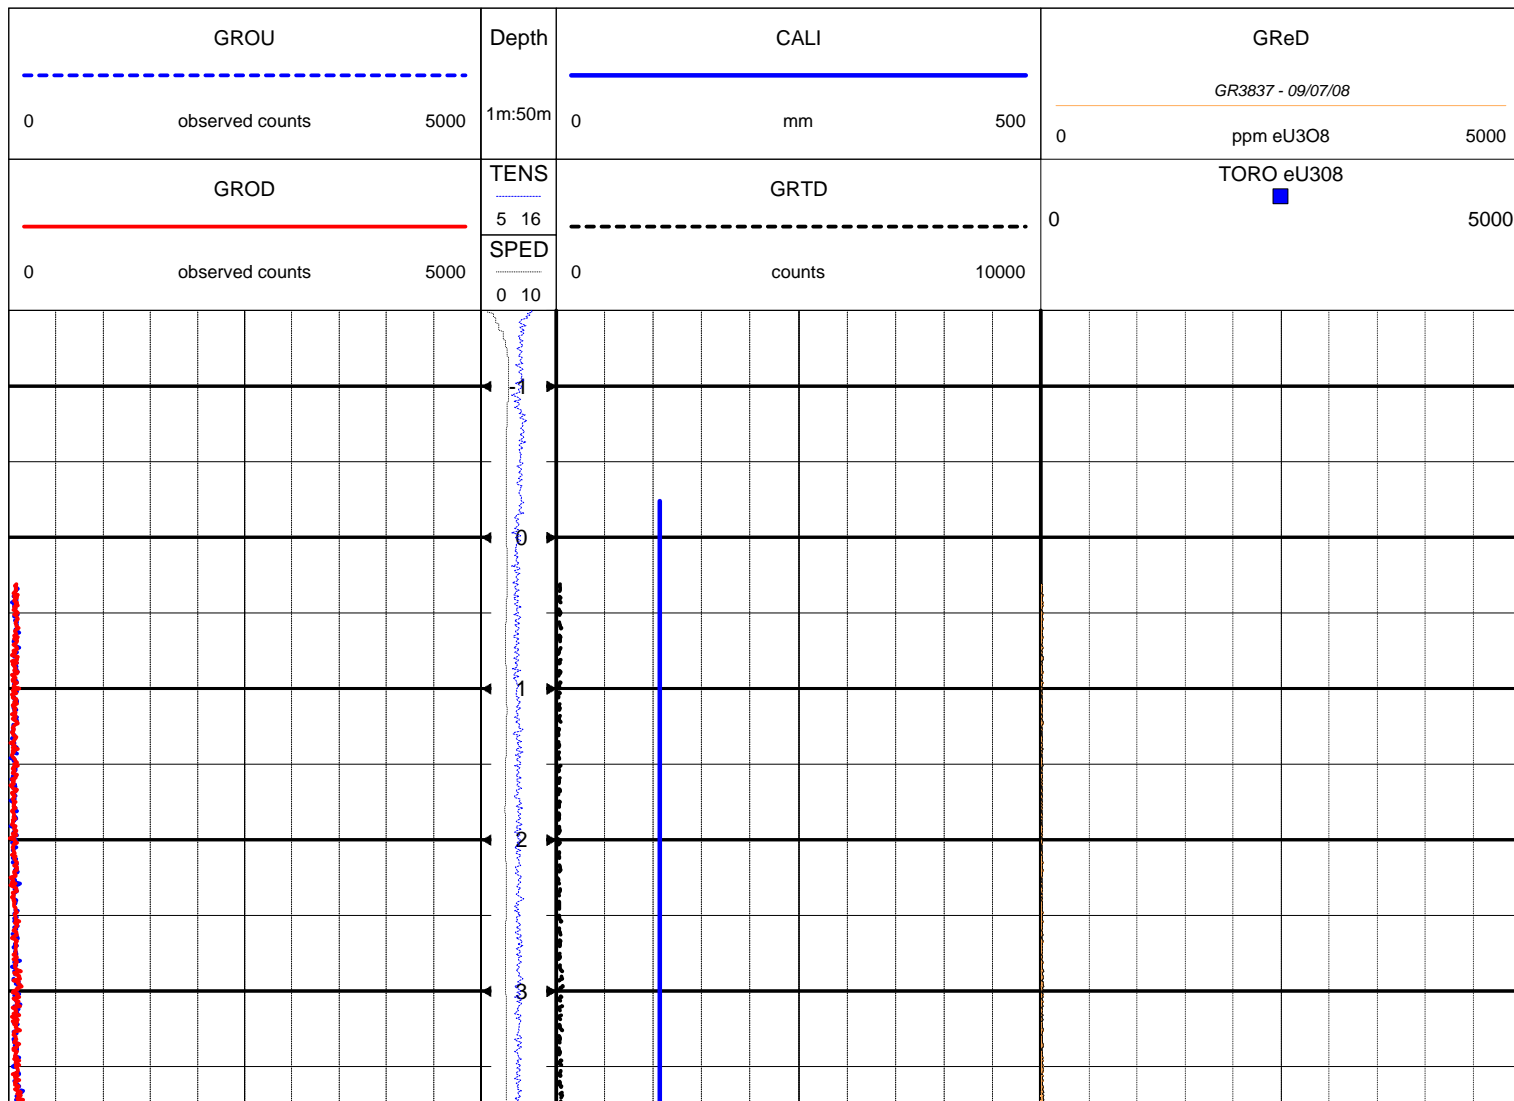 GROU
0 observed counts 5000
GROD
0 observed counts 5000
Depth
1m:50m
TENS
5 16
SPED
0 10
CALI
0 mm 500
GRTD
0 counts 10000
GReD
GR3837 - 09/07/08
0 ppm eU3O8 5000
TORO eU308
0 5000
-1
0
1
2
3